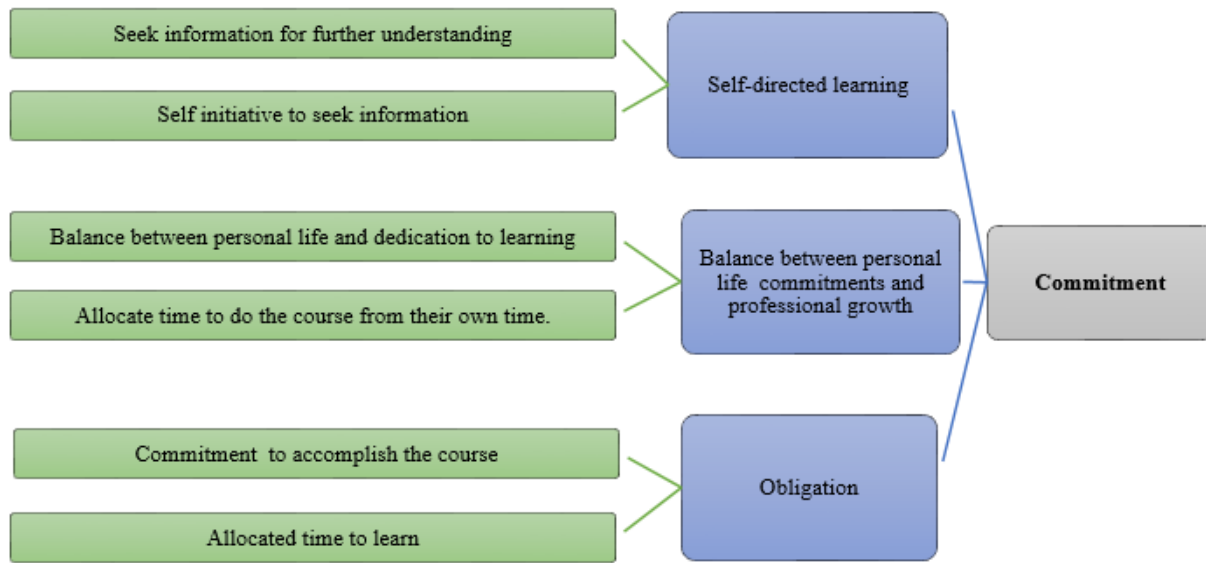 Seek information for further understanding
Self initiative to seek information
Self-directed learning
Balance between personal life and dedication to learning
Allocate time to do the course from their own time.
Balance between personal
life commitments and
professional growth
Commitment
Commitment to accomplish the course
Allocated time to learn
Obligation